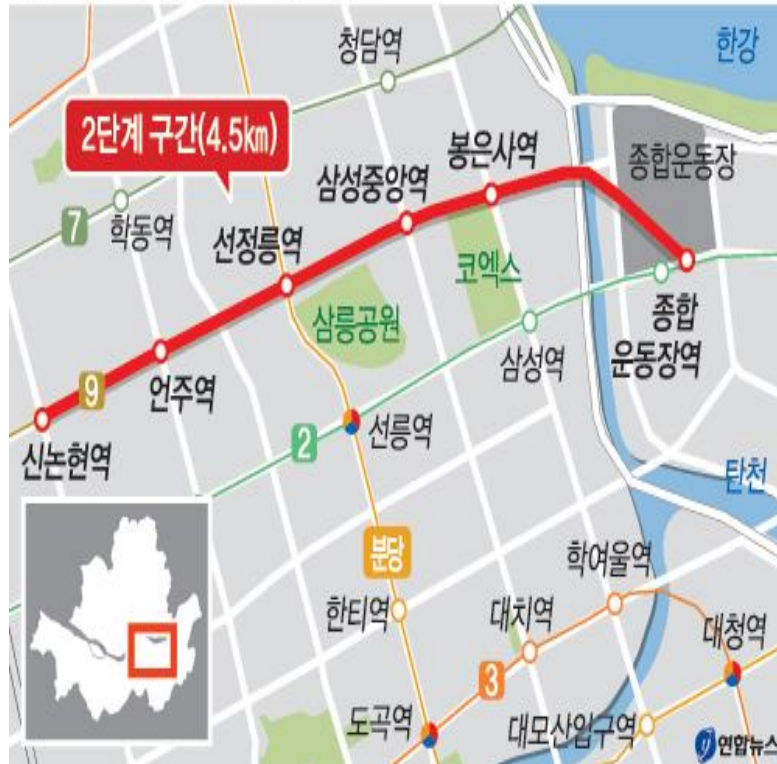 한강
청담역
2단계 구간(4.5㎞)
봉은사역
종합운동장
삼성중앙역
7
학동역
선정릉역
코엑스
삼릉공원
종합
운동장역
삼성역
9
언주역
2
선릉역
신논현역
탄천
분당
학여울역
한티역
대치역
대청역
3
도곡역
대모산입구역
연합뉴스